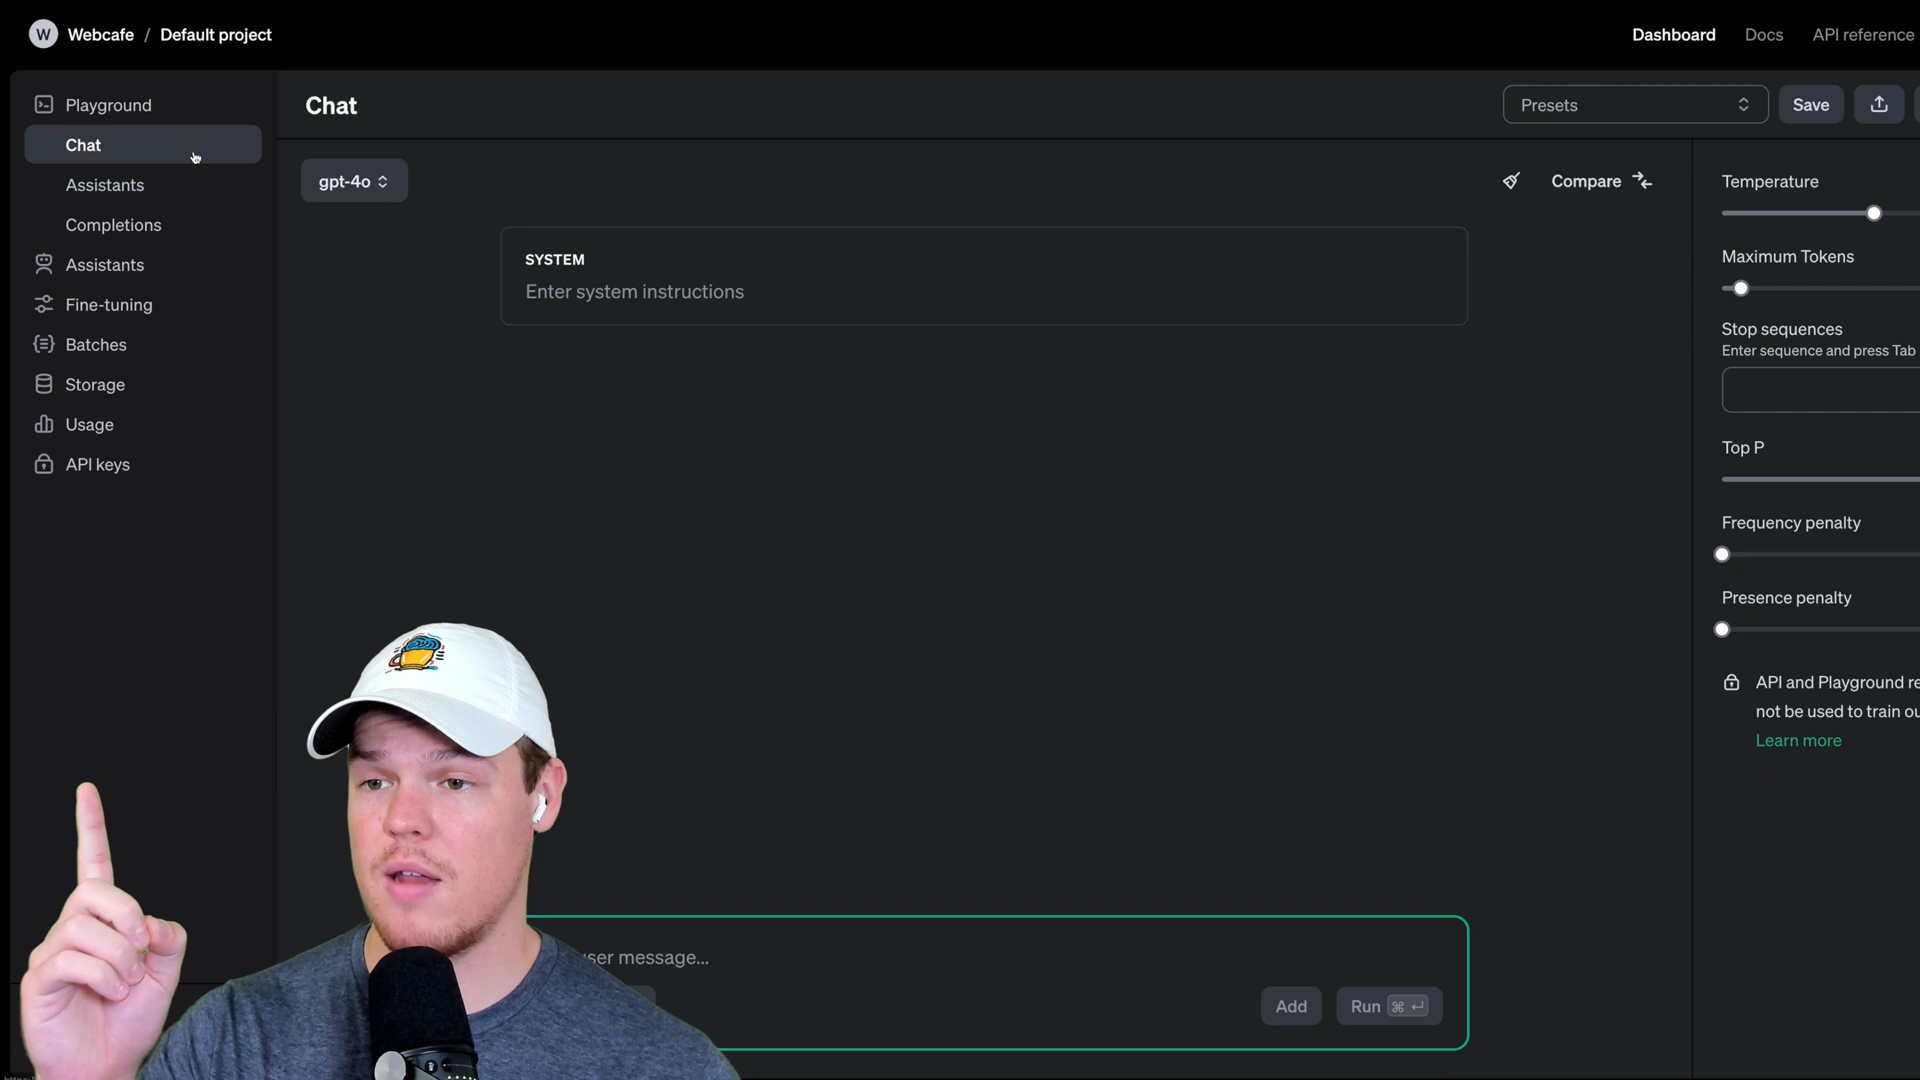 W Webcafe / Default project
Dashboard Docs API reference
Playground
Chat
Assistants
Completions
Assistants
Fine-tuning
Batches
Storage
Usage
API keys
Chat
Presets
Save
gpt-4o
Compare
SYSTEM
Enter system instructions
message...
Add
Run ⌘ ↵
Temperature
Maximum Tokens
Stop sequences
Enter sequence and press Tab
Top P
Frequency penalty
Presence penalty
API and Playground
not be used to train
Learn more